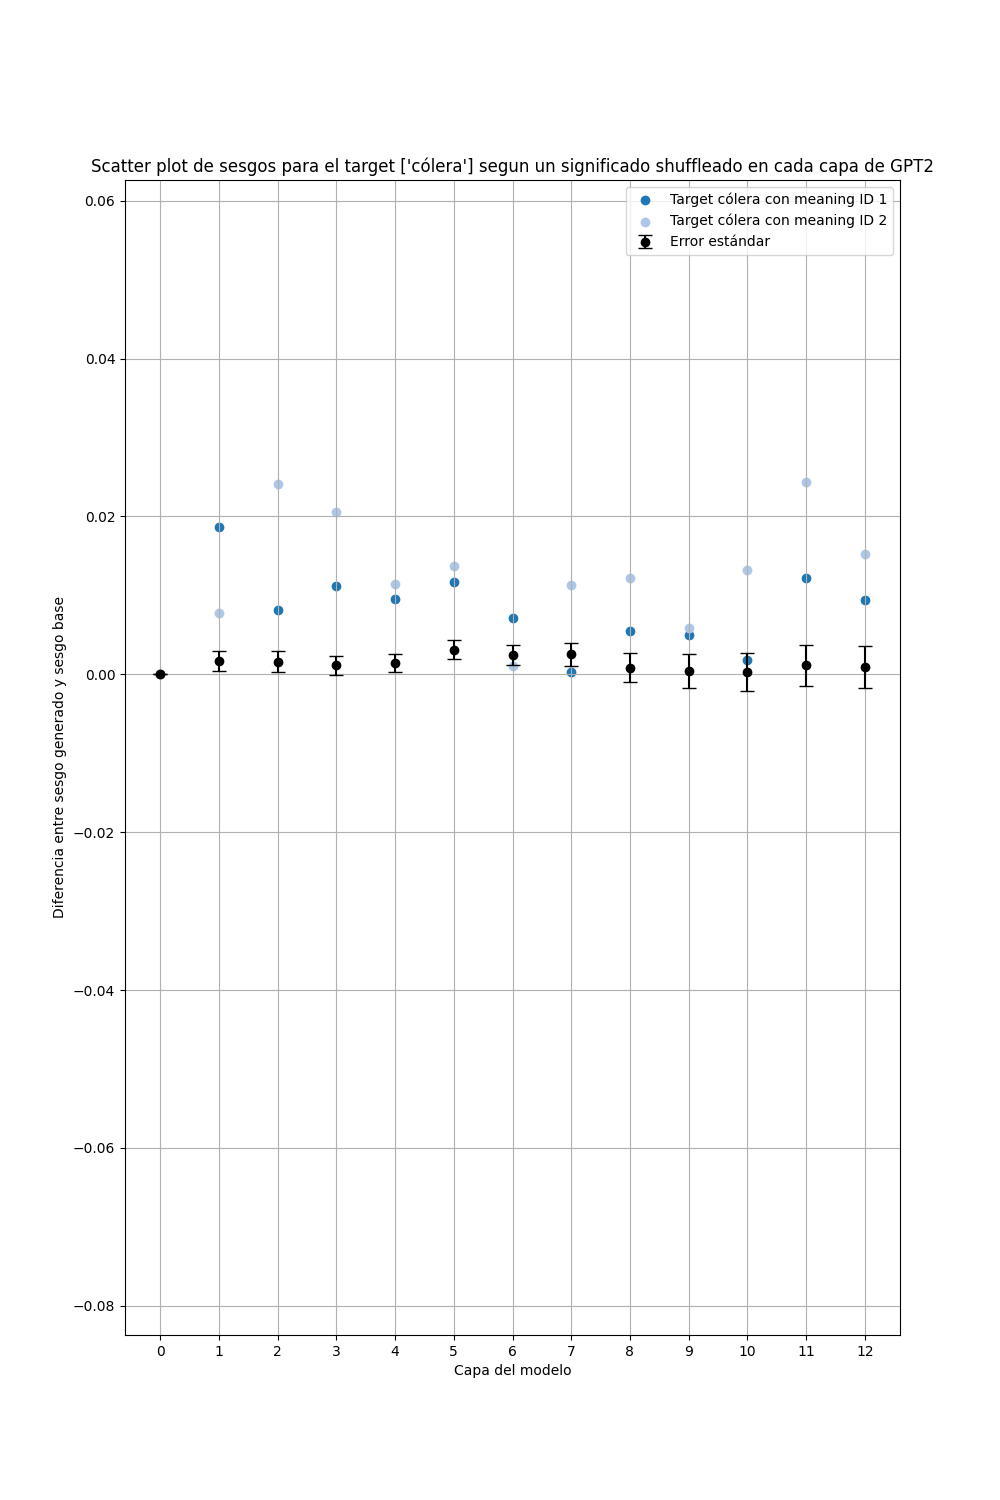 Scatter plot de sesgos para el target ['cólera'] segun un significado shuffleado en cada capa de GPT2
Target cólera con meaning ID 1
Target cólera con meaning ID 2
Error estándar
Diferencia entre sesgo generado y sesgo base
0.06
0.04
0.02
0.00
−0.02
−0.04
−0.06
−0.08
0 1 2 3 4 5 6 7 8 9 10 11 12
Capa del modelo